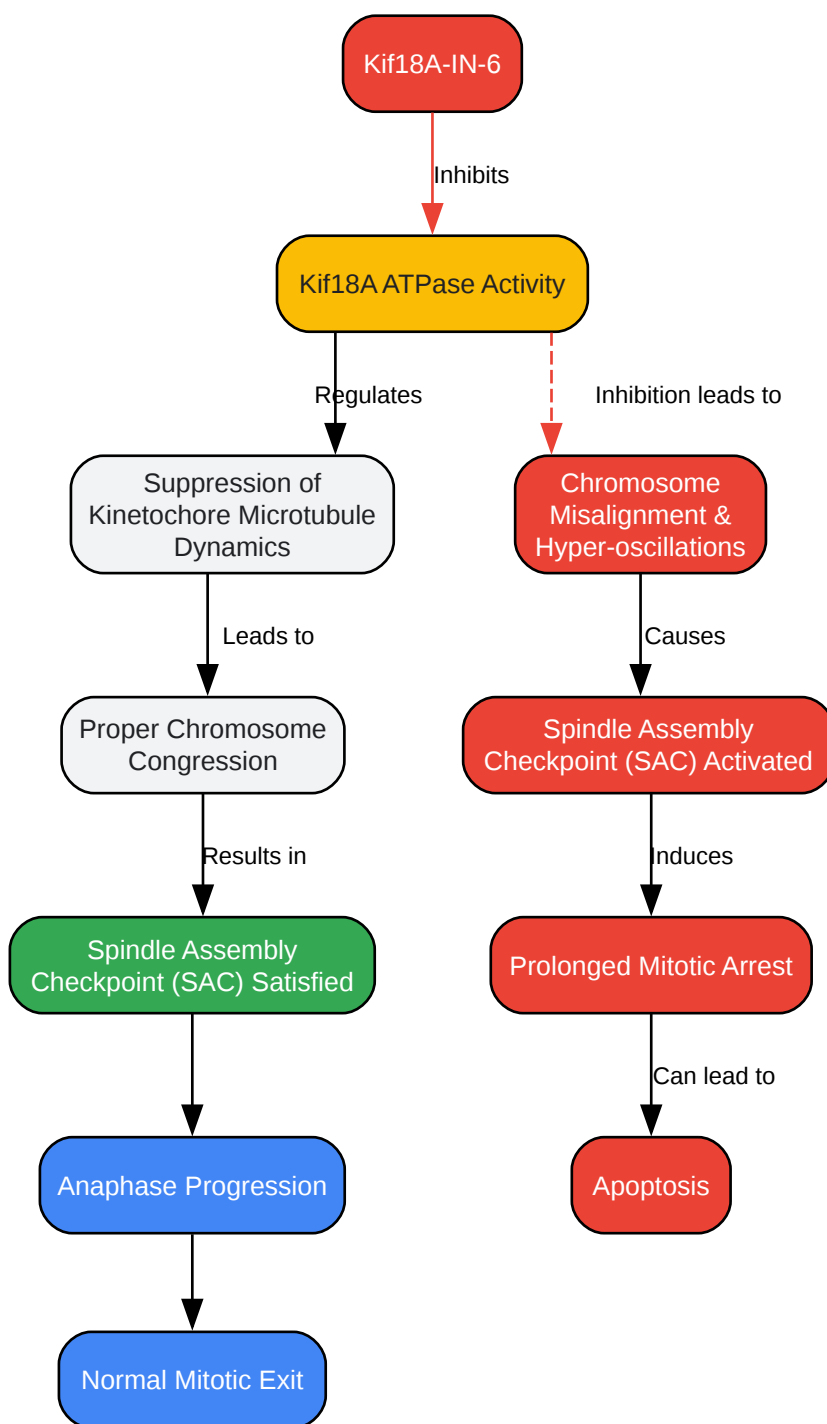 Kif18A-IN-6
Inhibits
Kif18A ATPase Activity
Regulates
Inhibition leads to
Suppression of
Kinetochore Microtubule
Dynamics
Chromosome
Misalignment &
Hyper-oscillations
Leads to
Causes
Proper Chromosome
Congression
Spindle Assembly
Checkpoint (SAC) Activated
Results in
Induces
Spindle Assembly
Checkpoint (SAC) Satisfied
Prolonged Mitotic Arrest
Can lead to
Anaphase Progression
Apoptosis
Normal Mitotic Exit